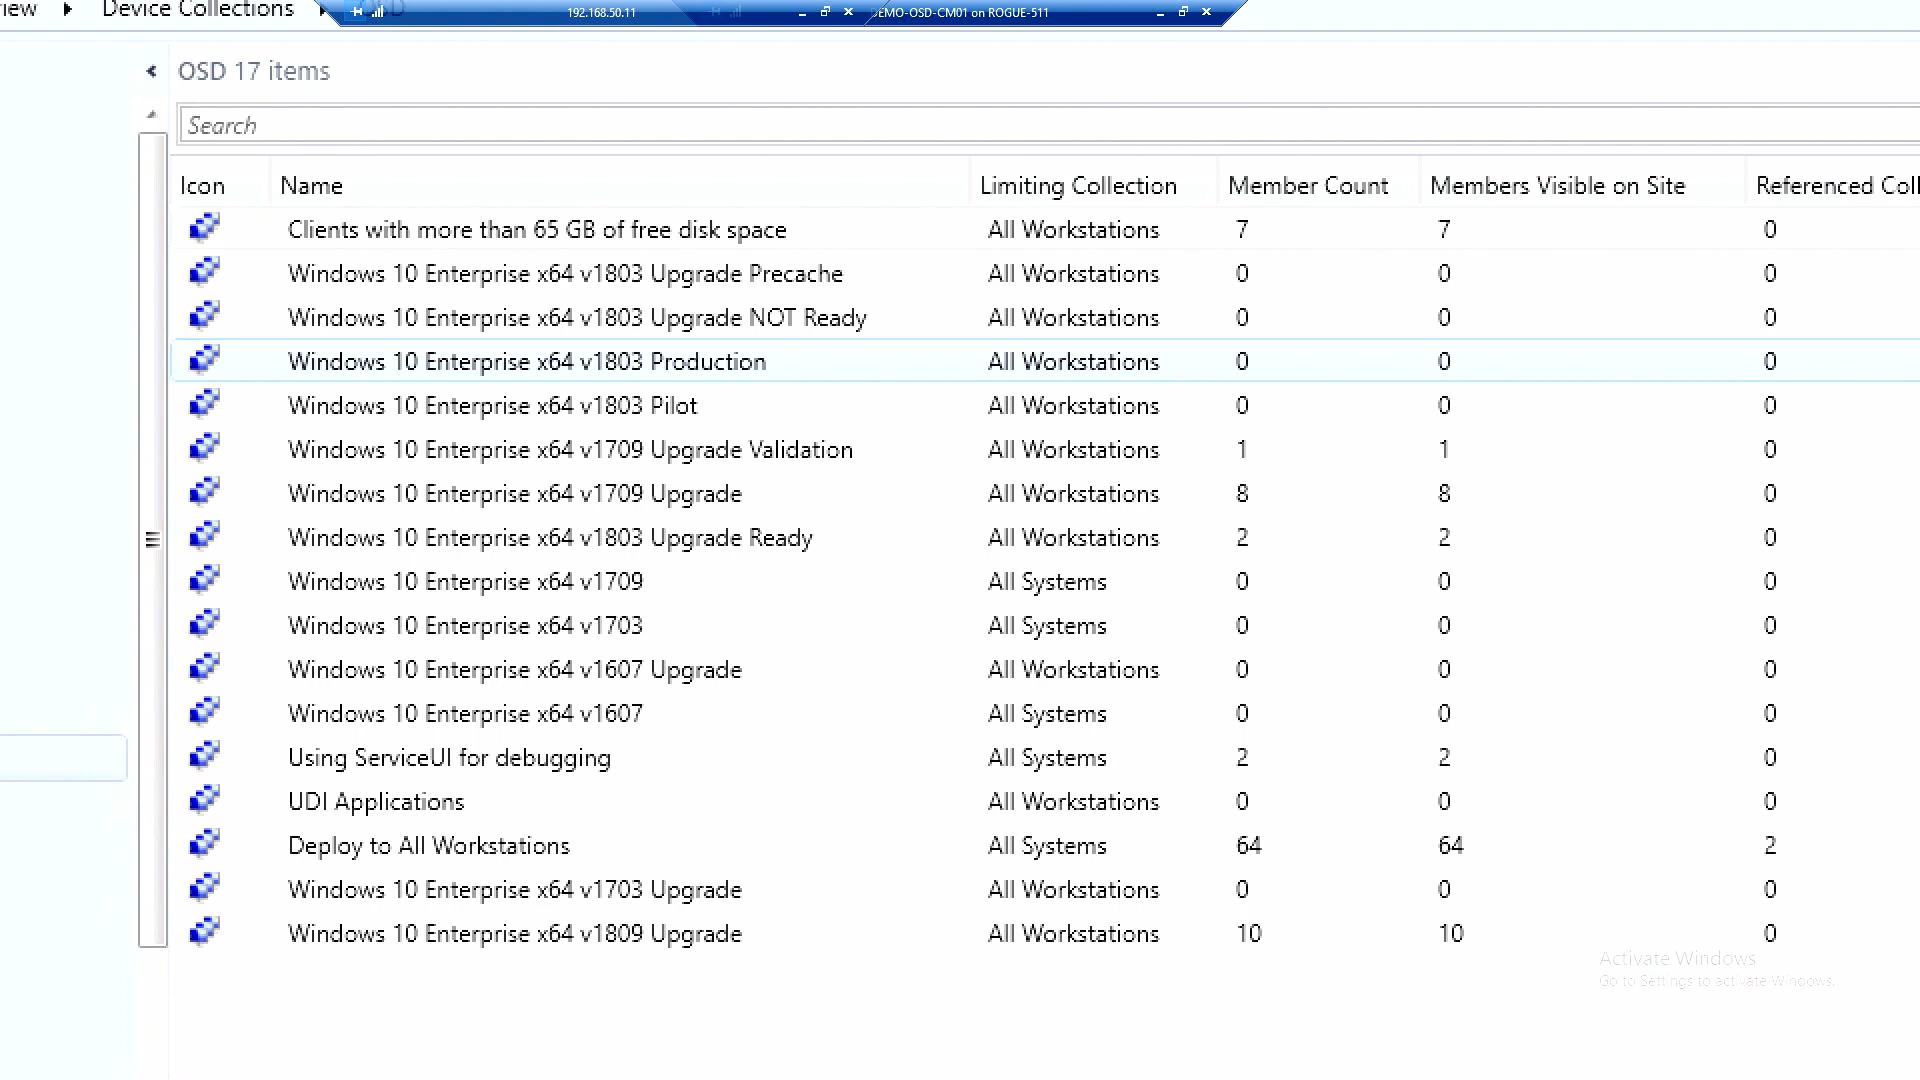 Device Collections
192.168.50.11
DEMO-OSD-CM01 on ROGUE-511
OSD 17 items
Search
Icon Name Limiting Collection Member Count Members Visible on Site Referenced Coll
Clients with more than 65 GB of free disk space All Workstations 7 7 0
Windows 10 Enterprise x64 v1803 Upgrade Precache All Workstations 0 0 0
Windows 10 Enterprise x64 v1803 Upgrade NOT Ready All Workstations 0 0 0
Windows 10 Enterprise x64 v1803 Production All Workstations 0 0 0
Windows 10 Enterprise x64 v1803 Pilot All Workstations 0 0 0
Windows 10 Enterprise x64 v1709 Upgrade Validation All Workstations 1 1 0
Windows 10 Enterprise x64 v1709 Upgrade All Workstations 8 8 0
Windows 10 Enterprise x64 v1803 Upgrade Ready All Workstations 2 2 0
Windows 10 Enterprise x64 v1709 All Systems 0 0 0
Windows 10 Enterprise x64 v1703 All Systems 0 0 0
Windows 10 Enterprise x64 v1607 Upgrade All Workstations 0 0 0
Windows 10 Enterprise x64 v1607 All Systems 0 0 0
Using ServiceUI for debugging All Systems 2 2 0
UDI Applications All Workstations 0 0 0
Deploy to All Workstations All Systems 64 64 2
Windows 10 Enterprise x64 v1703 Upgrade All Workstations 0 0 0
Windows 10 Enterprise x64 v1809 Upgrade All Workstations 10 10 0
Activate Windows
Go to Settings to activate Windows.